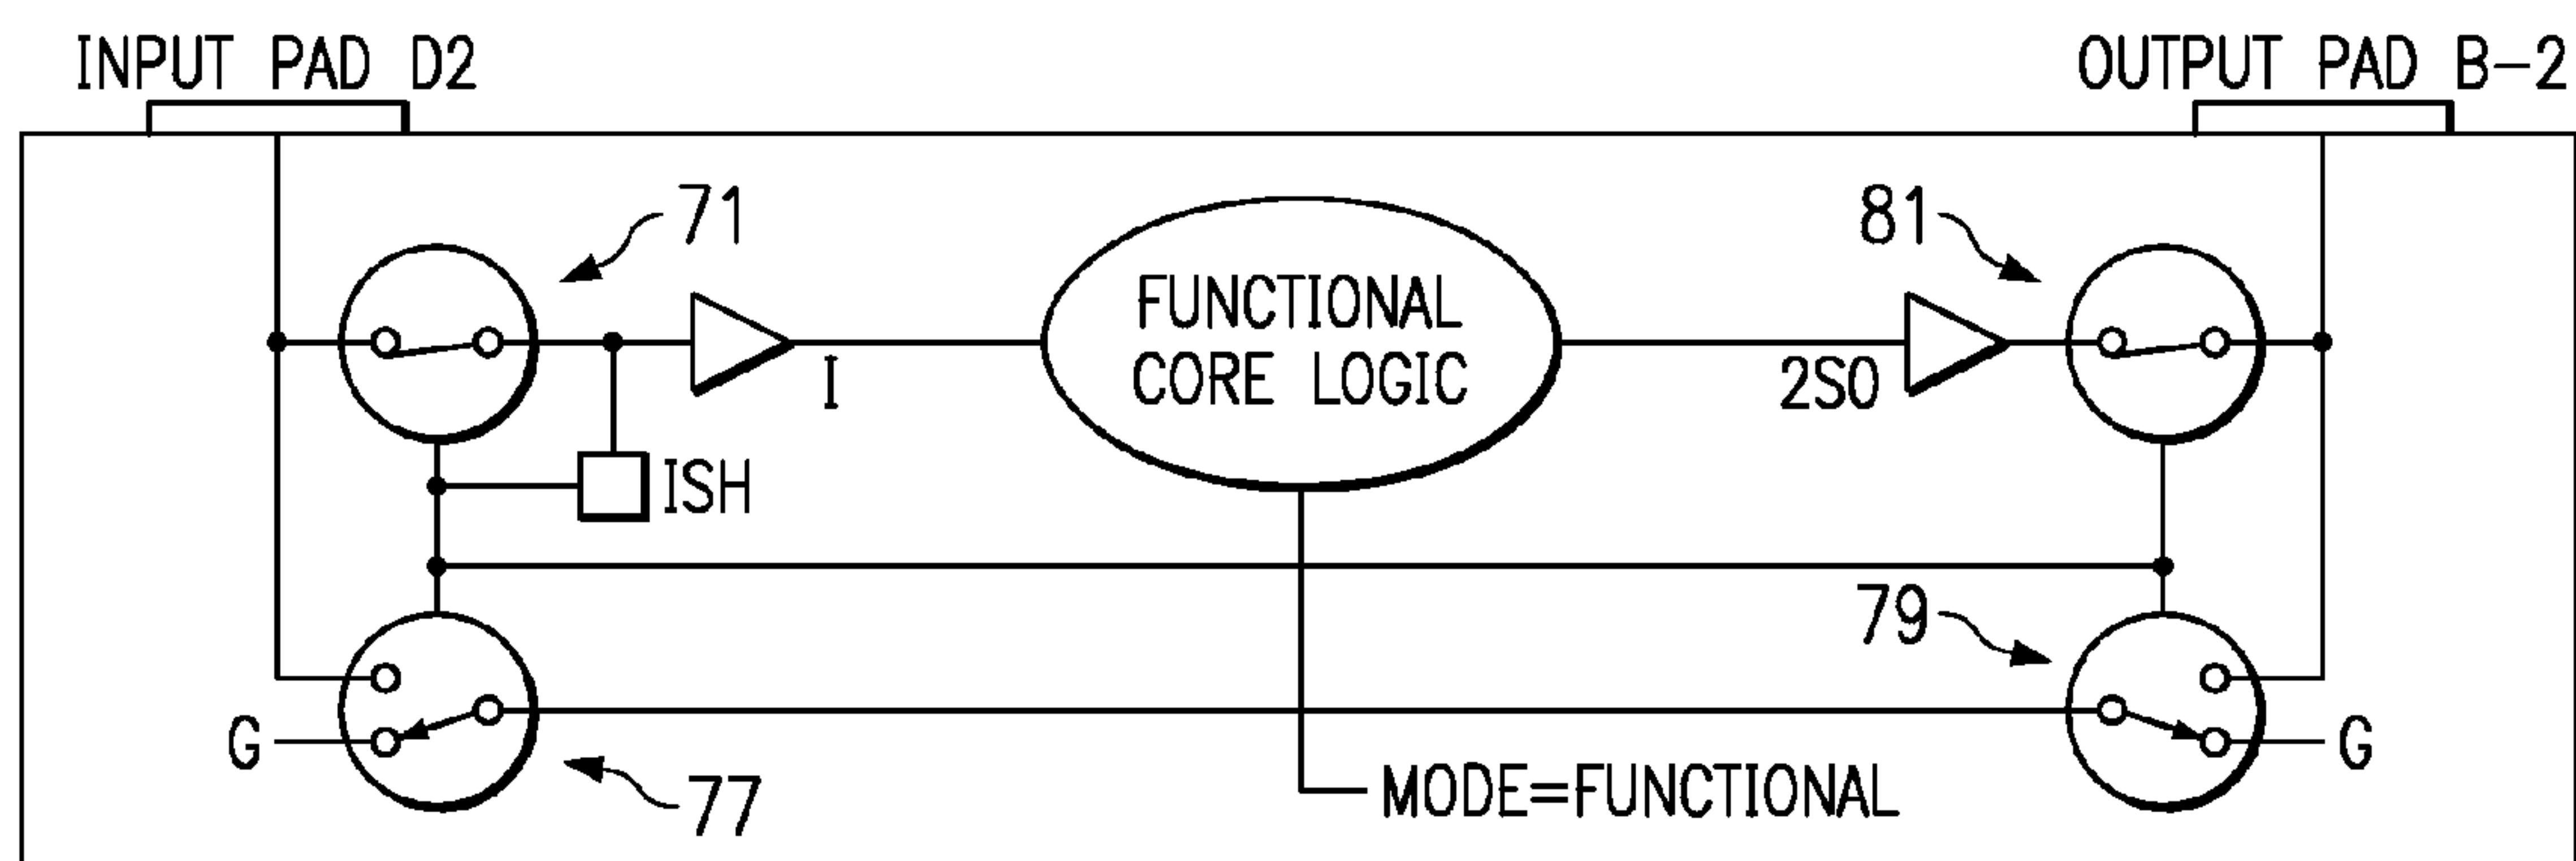 INPUT PAD D2
OUTPUT PAD B-2
71
81
FUNCTIONAL
CORE LOGIC
I
2SO
ISH
79
G
G
77
MODE=FUNCTIONAL